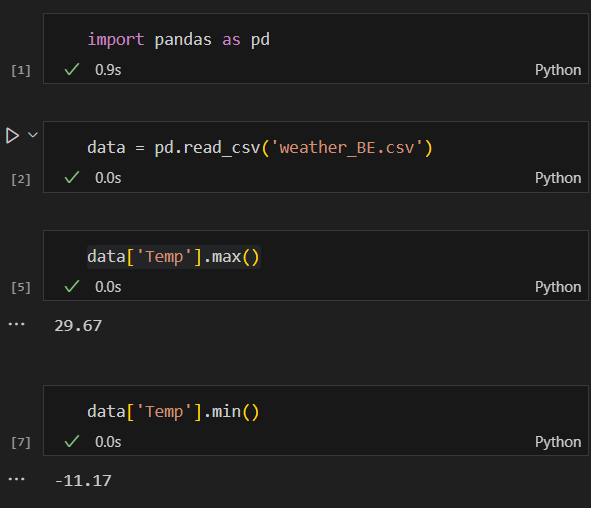 import pandas as pd
[1]
0.9s
Python
data = pd.read_csv('weather_BE.csv')
[2]
0.0s
Python
data['Temp'].max()
[5]
0.0s
Python
29.67
data['Temp'].min()
[7]
0.0s
Python
-11.17